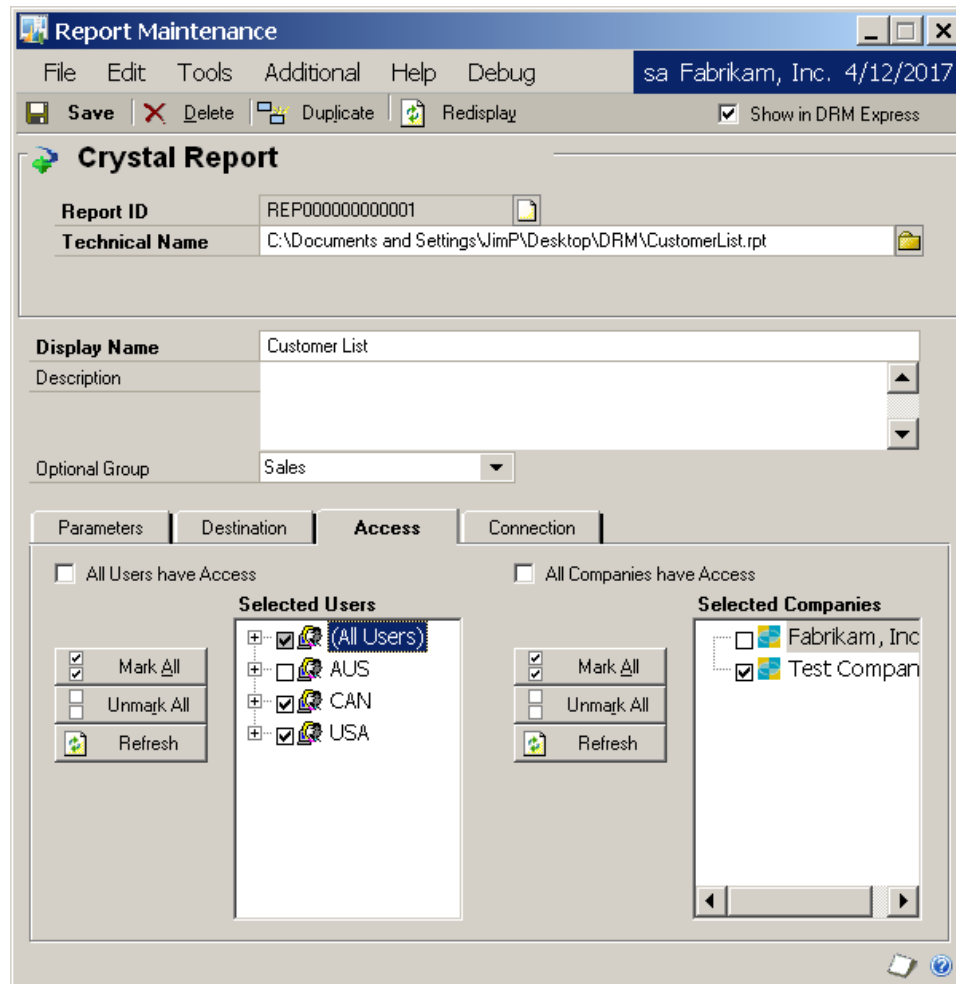 Report Maintenance
File Edit Tools Additional Help Debug sa Fabrikam, Inc. 4/12/2017
Save Delete Duplicate Redisplay Show in DRM Express
Crystal Report
Report ID REP000000000001
Technical Name C:\Documents and Settings\JimP\Desktop\DRM\CustomerList.rpt
Display Name Customer List
Description
Optional Group Sales
Parameters Destination Access Connection
All Users have Access All Companies have Access
Selected Users Selected Companies
(All Users) Fabrikam, Inc
Mark All AUS Mark All Test Compan
Unmark All CAN Unmark All
Refresh USA Refresh